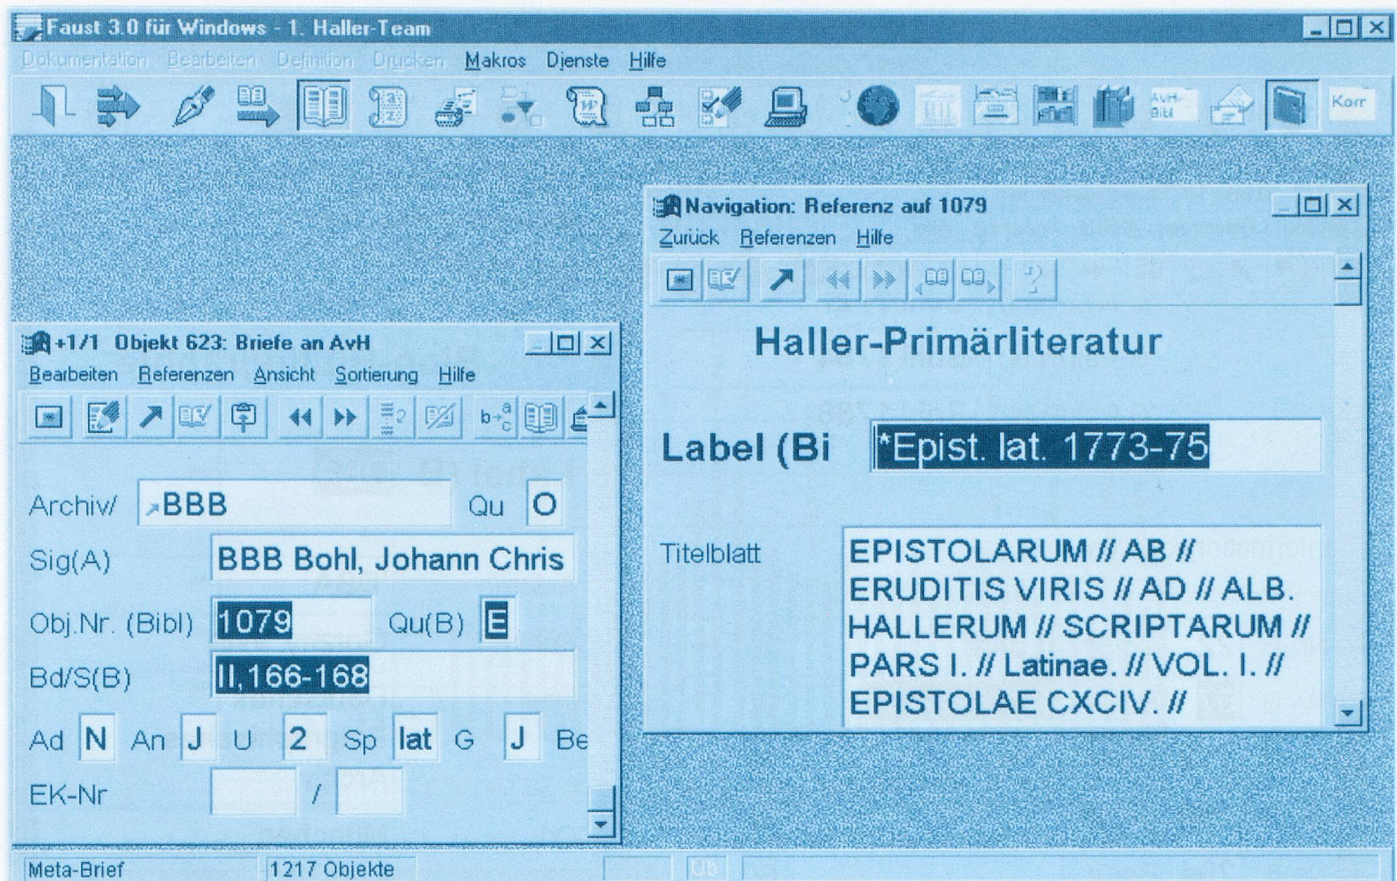 Faust 3.0 für Windows - 1. Haller-Team
Dokumentation Bearbeiten Definition Drucken Makros Dienste Hilfe
AvH-
Bibl
Korr
Navigation: Referenz auf 1079
Zurück Referenzen Hilfe
Haller-Primärliteratur
Label (Bi *Epist. lat. 1773-75
Titelblatt EPISTOLARUM // AB //
ERUDITIS VIRIS // AD // ALB.
HALLERUM // SCRIPTARUM //
PARS I. // Latinae. // VOL. I. //
EPISTOLAE CXCIV. //
+1/1 Objekt 623: Briefe an AvH
Bearbeiten Referenzen Ansicht Sortierung Hilfe
Archiv/ BBB Qu O
Sig(A) BBB Bohl, Johann Chris
Obj.Nr. (Bibl) 1079 Qu(B) E
Bd/S(B) II,166-168
Ad N An J U 2 Sp lat G J Be
EK-Nr /
Meta-Brief 1217 Objekte Üb